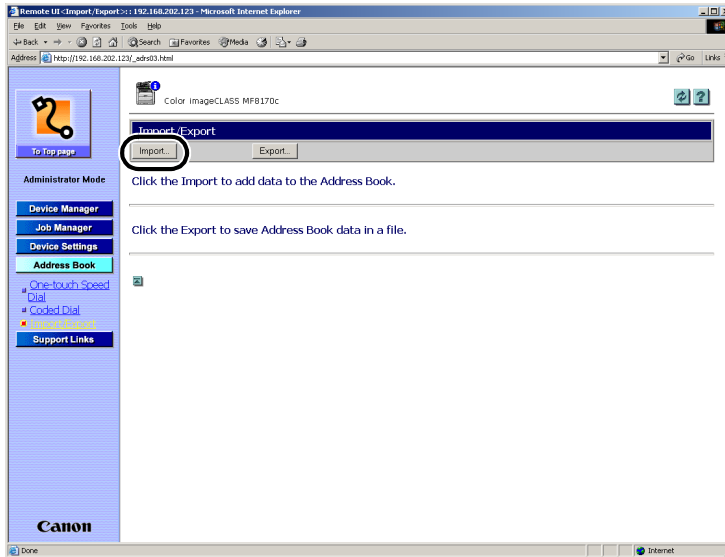 Remote UI<Import/Export>:: 192.168.202.123 - Microsoft Internet Explorer
File Edit View Favorites Tools Help
Back Search Favorites Media
Address http://192.168.202.123/_adrs03.html Go Links
Color imageCLASS MF8170c
To Top page
Import/Export
Import... Export...
Administrator Mode
Click the Import to add data to the Address Book.
Device Manager
Job Manager
Click the Export to save Address Book data in a file.
Device Settings
Address Book
One-touch Speed
Dial
Coded Dial
Import/Export
Support Links
Canon
Done Internet